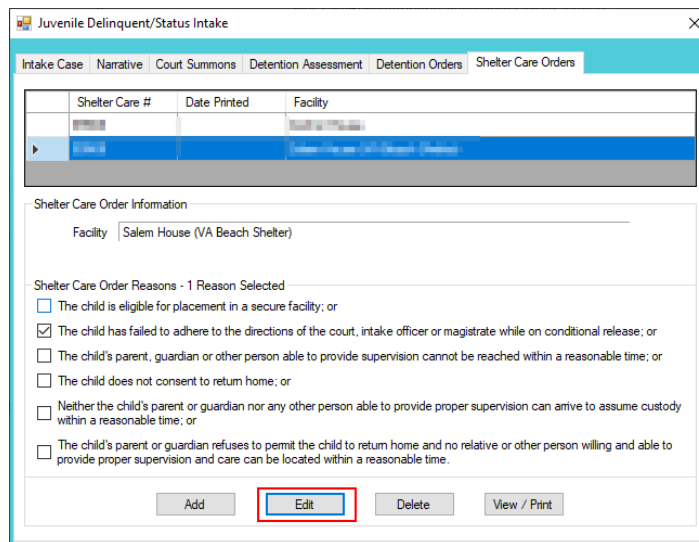 Juvenile Delinquent/Status Intake
Intake Case Narrative Court Summons Detention Assessment Detention Orders Shelter Care Orders
Shelter Care # Date Printed Facility
Shelter Care Order Information
Facility Salem House (VA Beach Shelter)
Shelter Care Order Reasons - 1 Reason Selected
The child is eligible for placement in a secure facility; or
The child has failed to adhere to the directions of the court, intake officer or magistrate while on conditional release; or
The child's parent, guardian or other person able to provide supervision cannot be reached within a reasonable time; or
The child does not consent to return home; or
Neither the child's parent or guardian nor any other person able to provide proper supervision can arrive to assume custody
within a reasonable time; or
The child's parent or guardian refuses to permit the child to return home and no relative or other person willing and able to
provide proper supervision and care can be located within a reasonable time.
Add Edit Delete View / Print